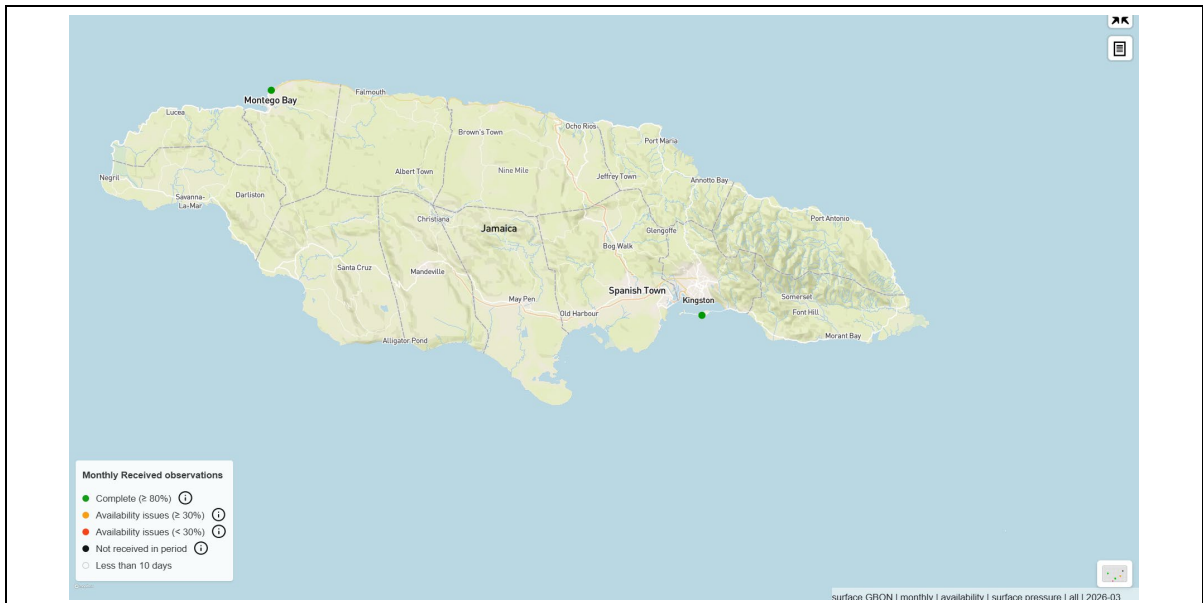 Montego Bay
Falmouth
Lucea
Brown's Town
Ocho Rios
Port Maria
Negril
Albert Town
Nine Mile
Jeffrey Town
Annotto Bay
Savanna-
La-Mar
Darliston
Christiana
Jamaica
Glengoffe
Port Antonio
Bog Walk
Santa Cruz
Mandeville
Spanish Town
Kingston
Somerset
May Pen
Old Harbour
Font Hill
Alligator Pond
Morant Bay
Monthly Received observations
Complete (≥ 80%)
Availability issues (≥ 30%)
Availability issues (< 30%)
Not received in period
Less than 10 days
surface GBON | monthly | availability | surface pressure | all | 2026-03